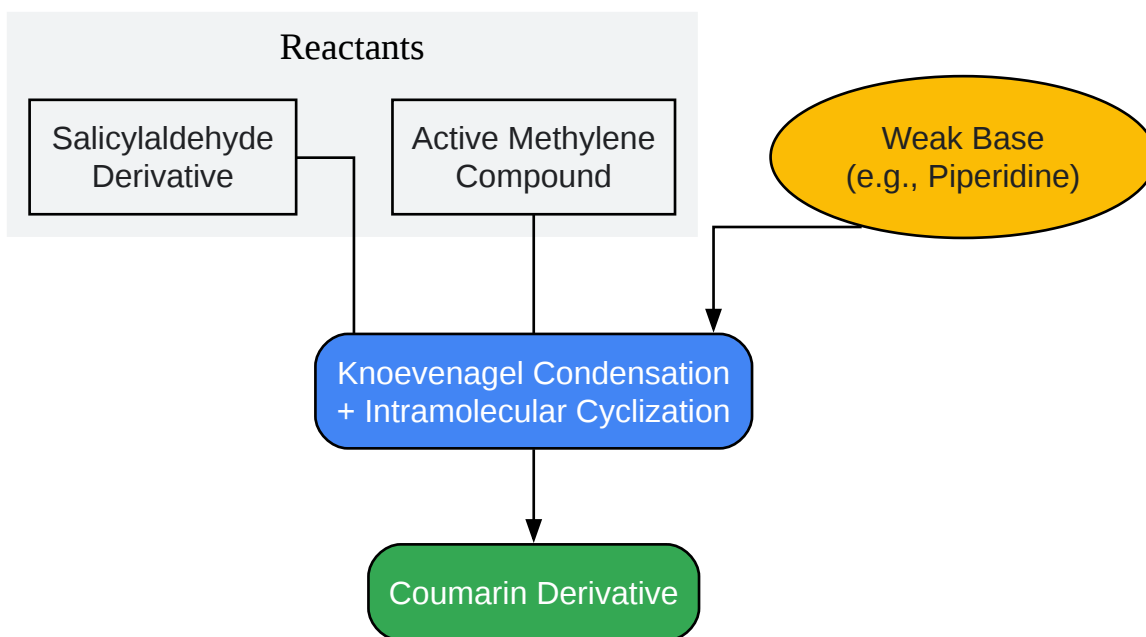 Reactants
Salicylaldehyde
Derivative
Active Methylene
Compound
Weak Base
(e.g., Piperidine)
Knoevenagel Condensation
+ Intramolecular Cyclization
Coumarin Derivative